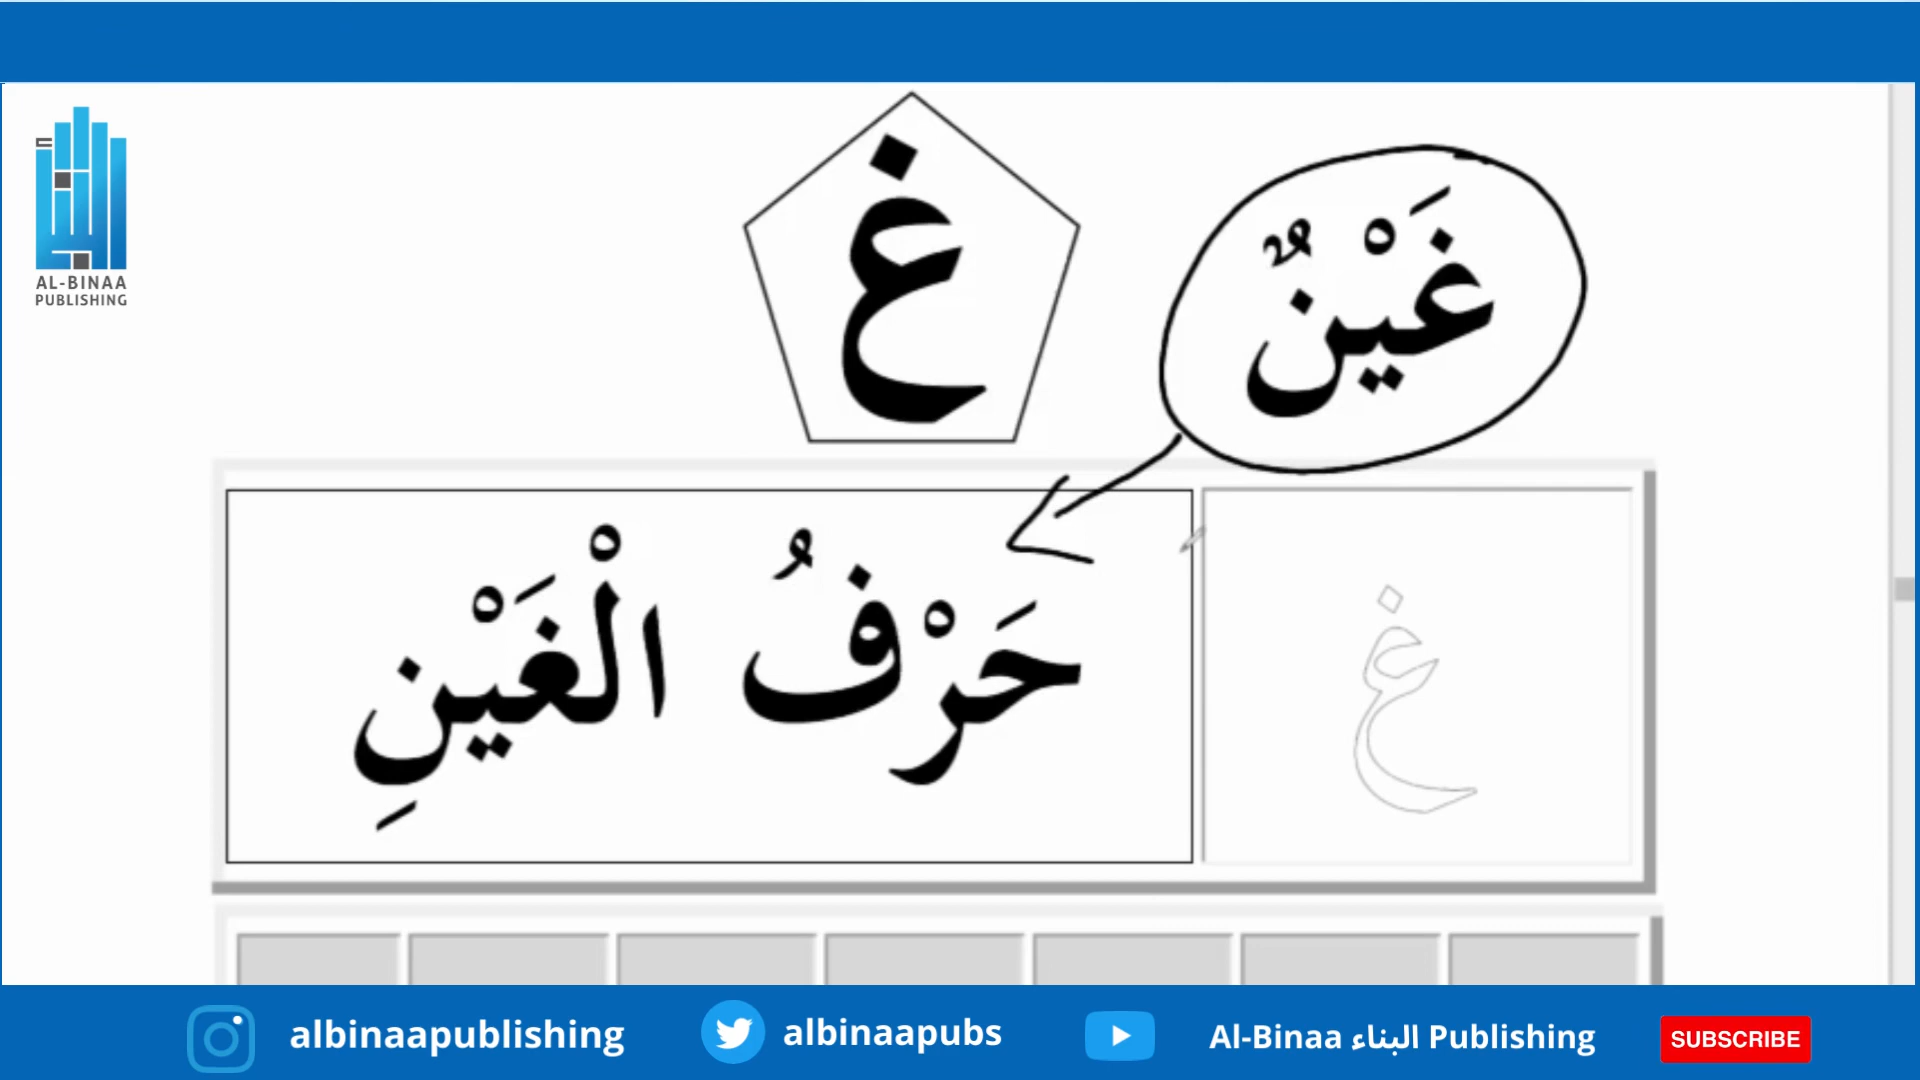 AL-BINAA
PUBLISHING
غ
غَيْنٌ
حَرْفُ الْغَيْنِ
غ
albinaapublishing
albinaapubs
Al-Binaa البناء Publishing
SUBSCRIBE